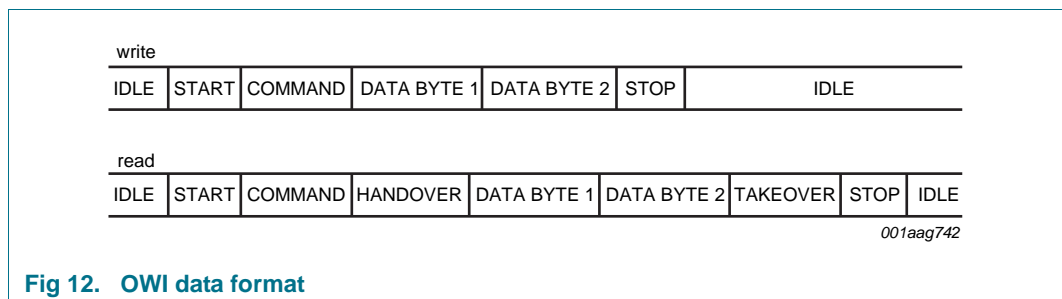 write
IDLE START COMMAND DATA BYTE 1 DATA BYTE 2 STOP IDLE
read
IDLE START COMMAND HANDOVER DATA BYTE 1 DATA BYTE 2 TAKEOVER STOP IDLE
001aag742
Fig 12. OWI data format